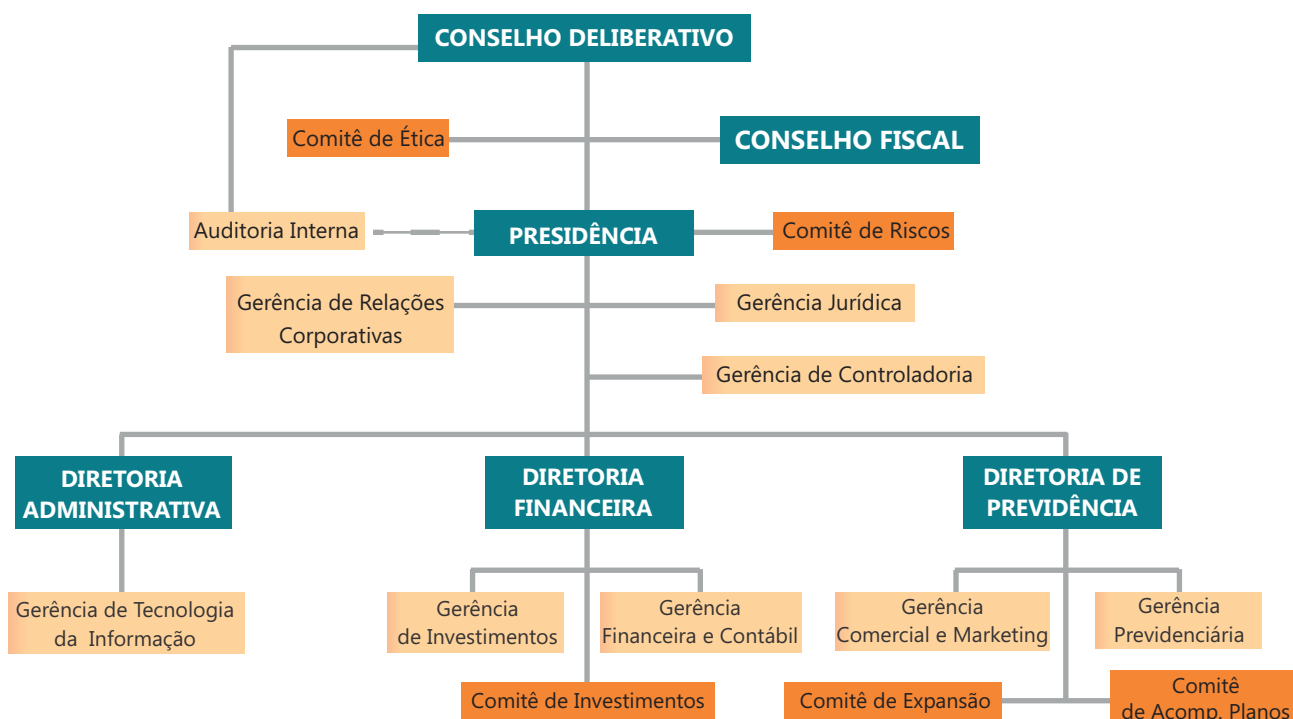 CONSELHO DELIBERATIVO
Comitê de Ética
CONSELHO FISCAL
Auditoria Interna
PRESIDÊNCIA
Comitê de Riscos
Gerência de Relações
Corporativas
Gerência Jurídica
Gerência de Controladoria
DIRETORIA
ADMINISTRATIVA
DIRETORIA
FINANCEIRA
DIRETORIA DE
PREVIDÊNCIA
Gerência de Tecnologia
da Informação
Gerência
de Investimentos
Gerência
Financeira e Contábil
Gerência
Comercial e Marketing
Gerência
Previdenciária
Comitê de Investimentos
Comitê de Expansão
Comitê
de Acomp. Planos